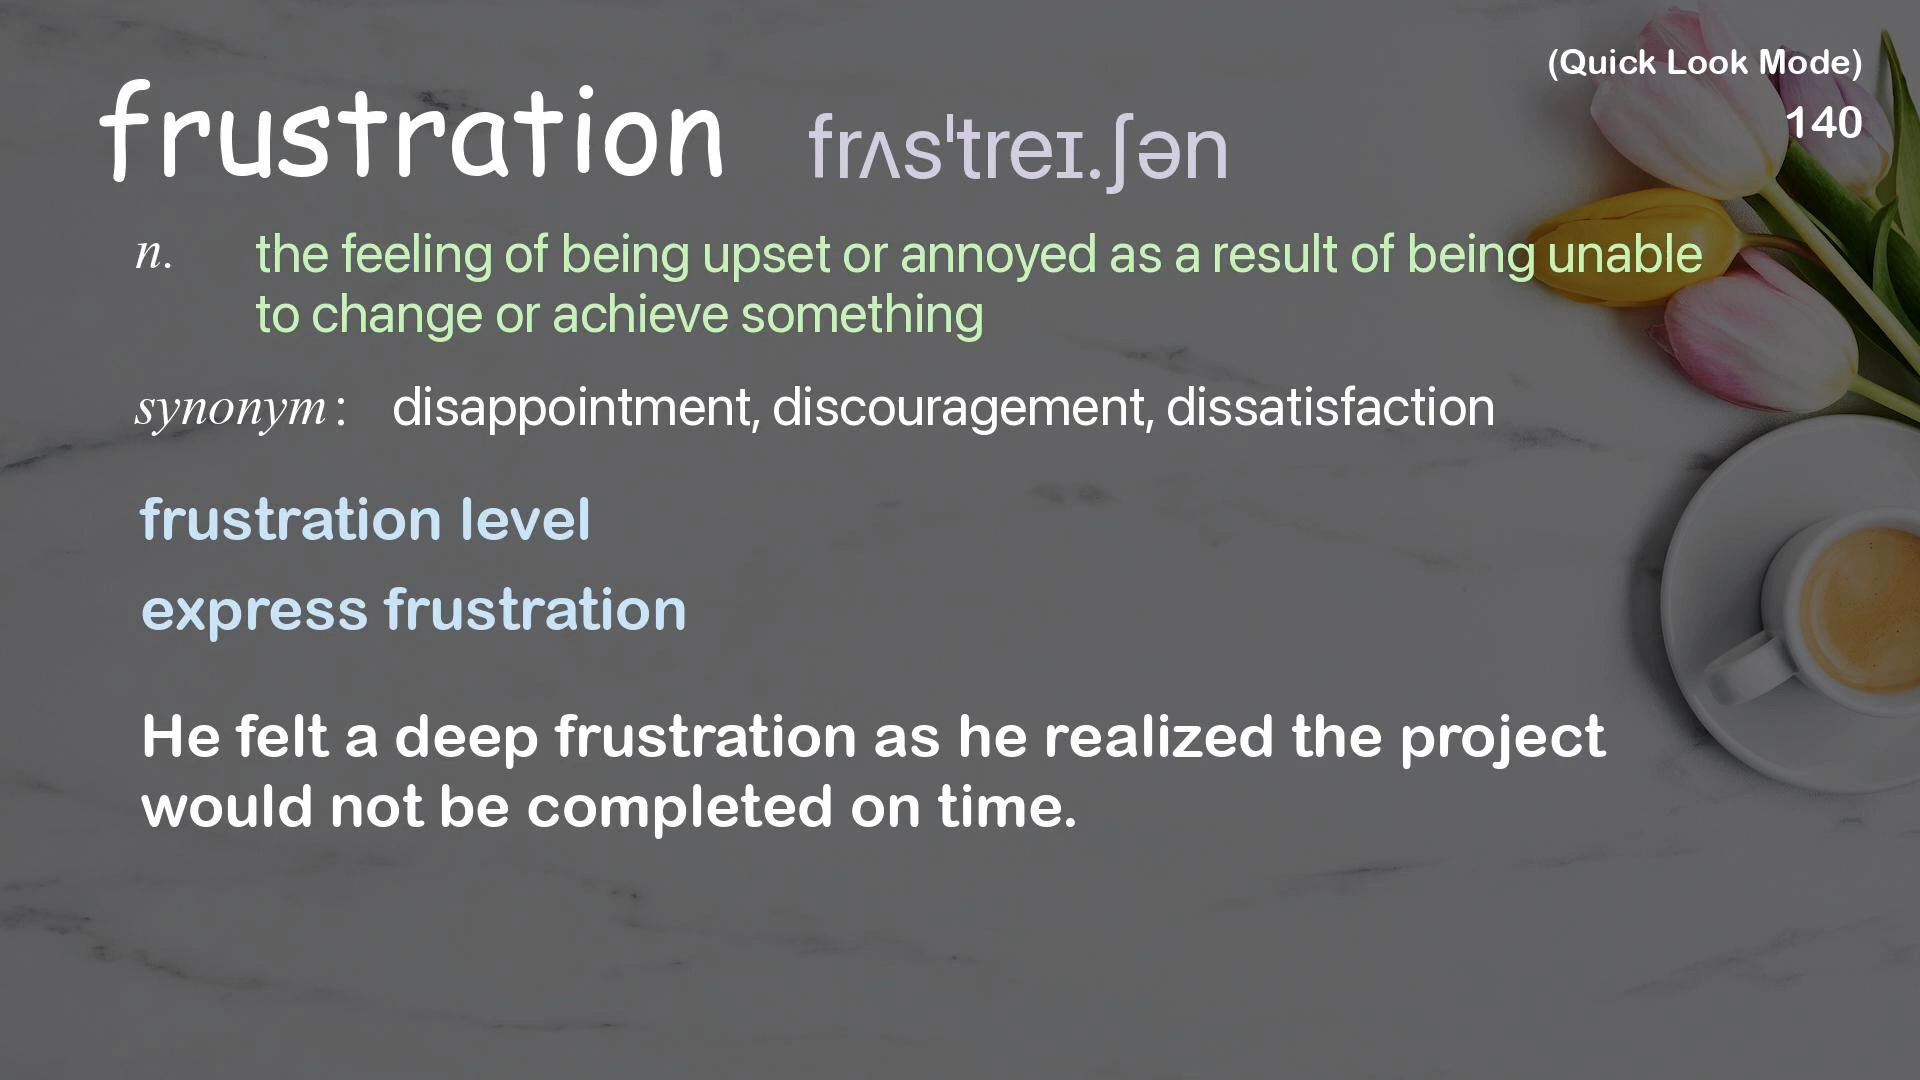 (Quick Look Mode)
140
frustration frʌsˈtreɪ.ʃən
n. the feeling of being upset or annoyed as a result of being unable
to change or achieve something
synonym: disappointment, discouragement, dissatisfaction
frustration level
express frustration
He felt a deep frustration as he realized the project
would not be completed on time.